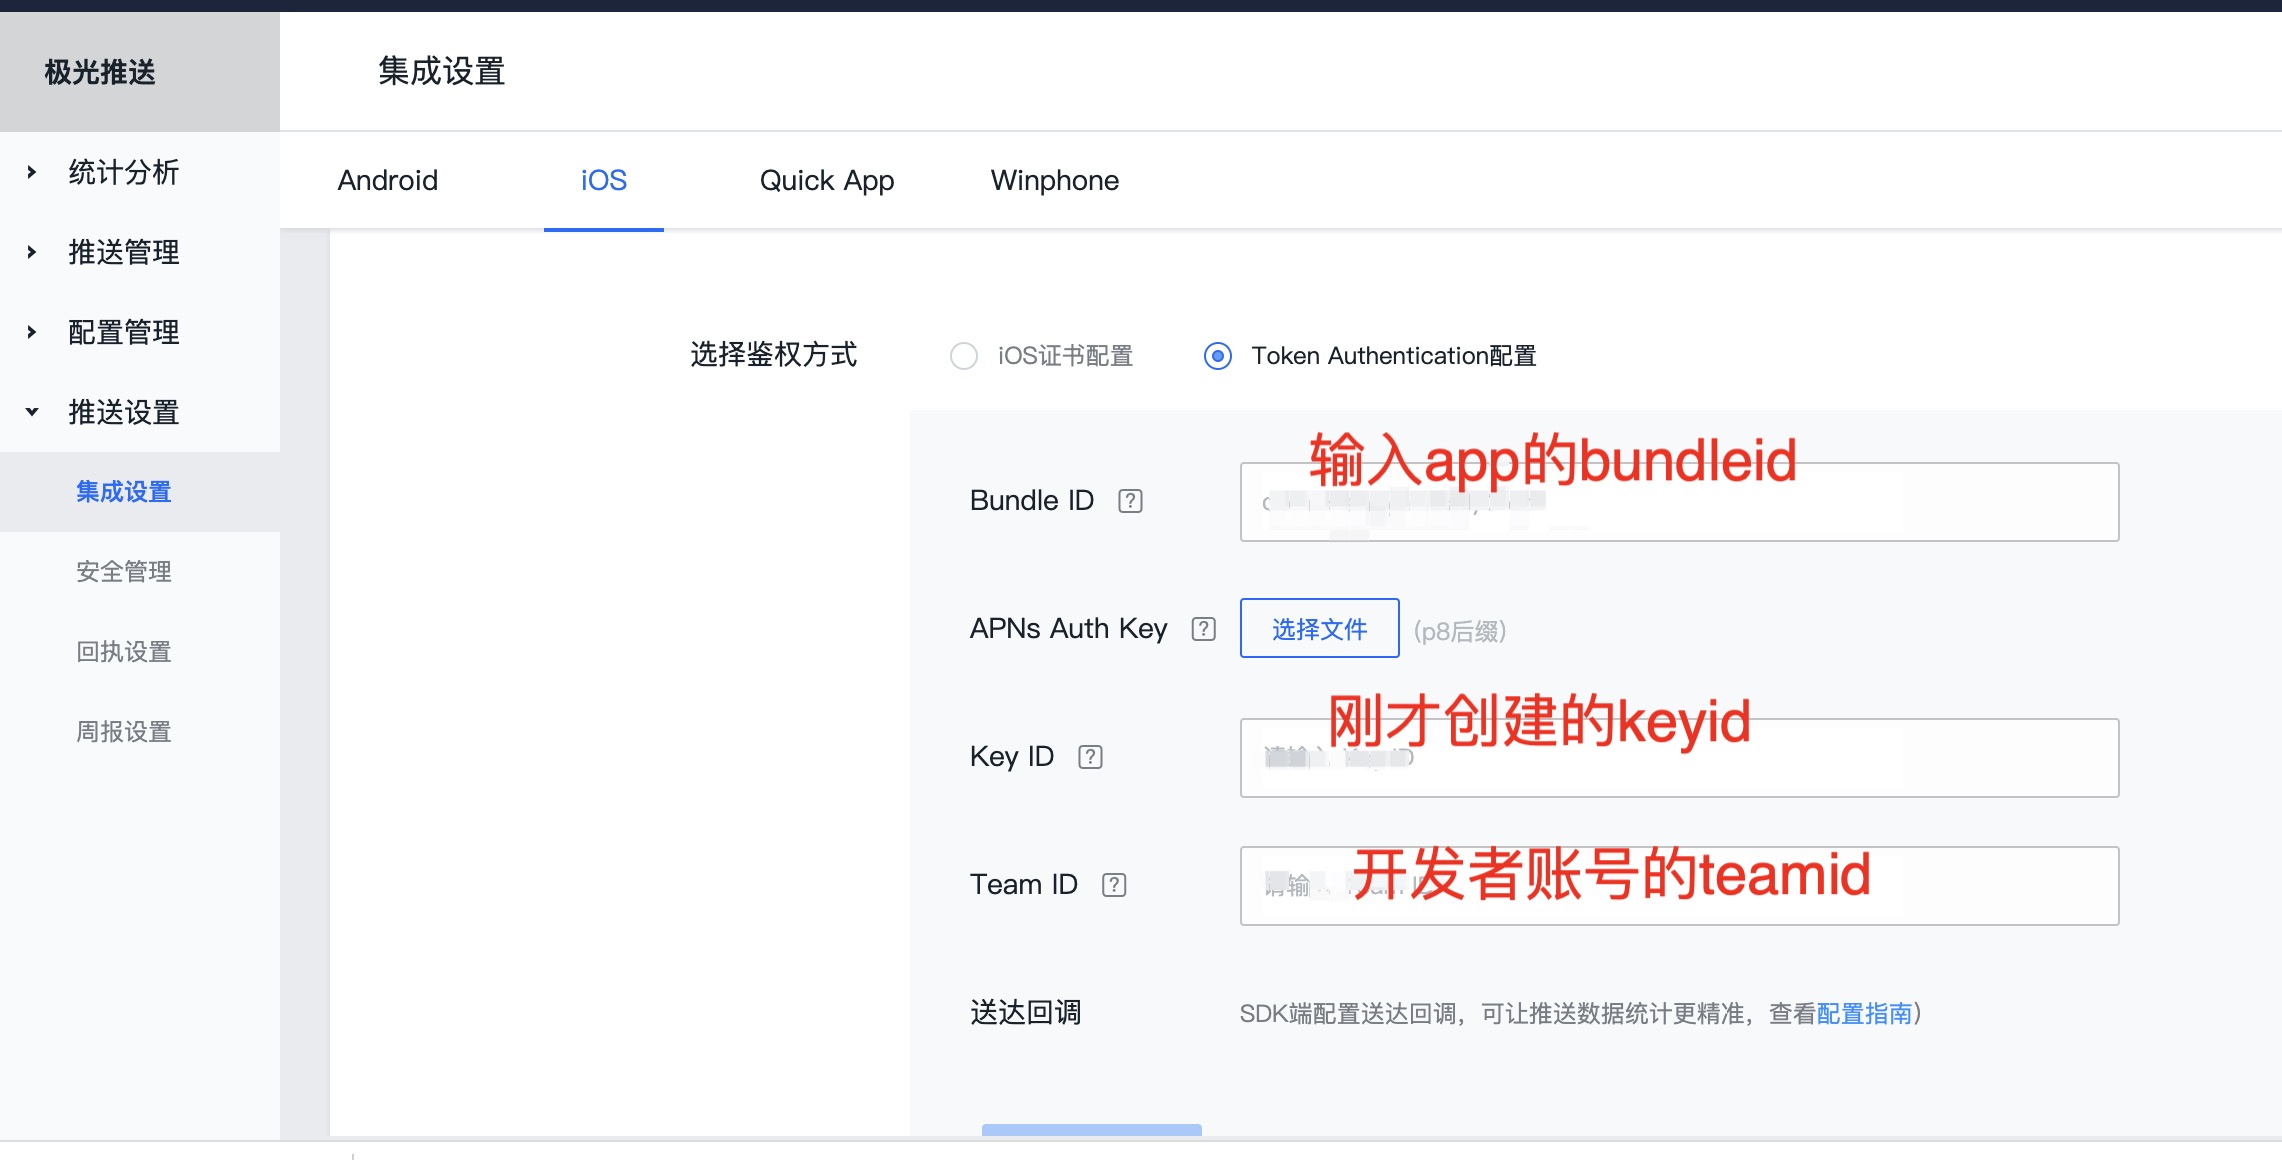 极光推送
集成设置
统计分析
推送管理
配置管理
推送设置
集成设置
安全管理
回执设置
周报设置
Android
iOS
Quick App
Winphone
选择鉴权方式
iOS证书配置
Token Authentication配置
输入app的bundleid
Bundle ID ?
APNs Auth Key ?
选择文件
(p8后缀)
刚才创建的keyid
Key ID ?
开发者账号的teamid
Team ID ?
送达回调
SDK端配置送达回调，可让推送数据统计更精准，查看配置指南)